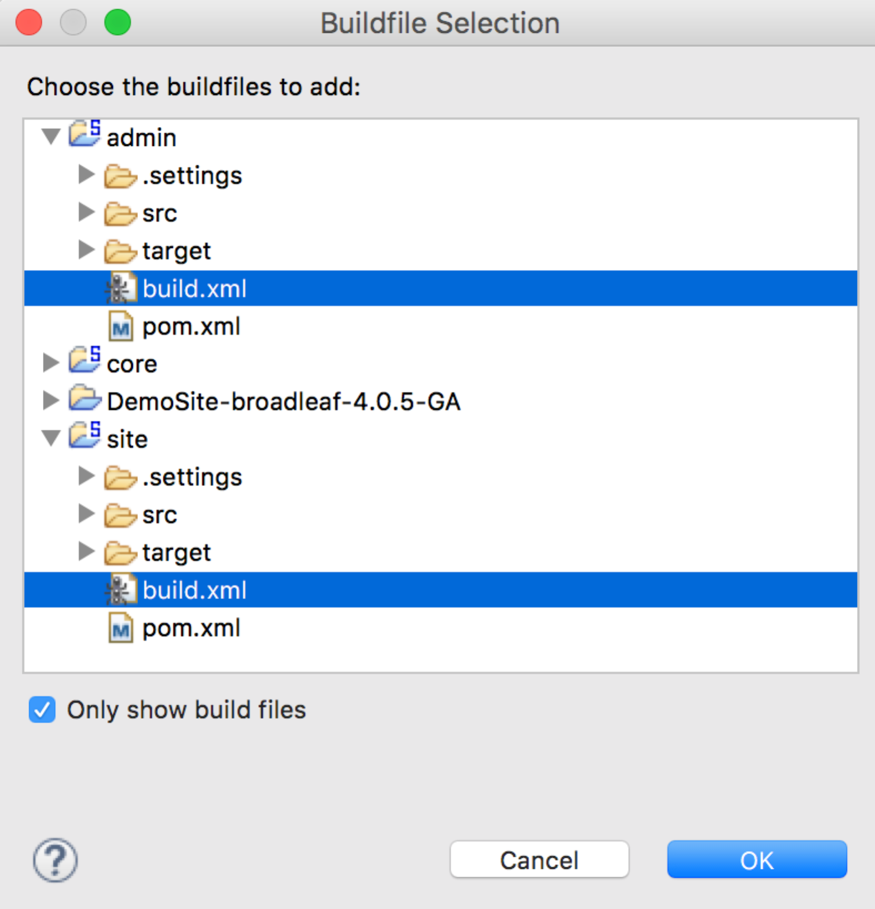 Buildfile Selection
Choose the buildfiles to add:
admin
.settings
src
target
build.xml
pom.xml
core
DemoSite-broadleaf-4.0.5-GA
site
.settings
src
target
build.xml
pom.xml
Only show build files
Cancel OK